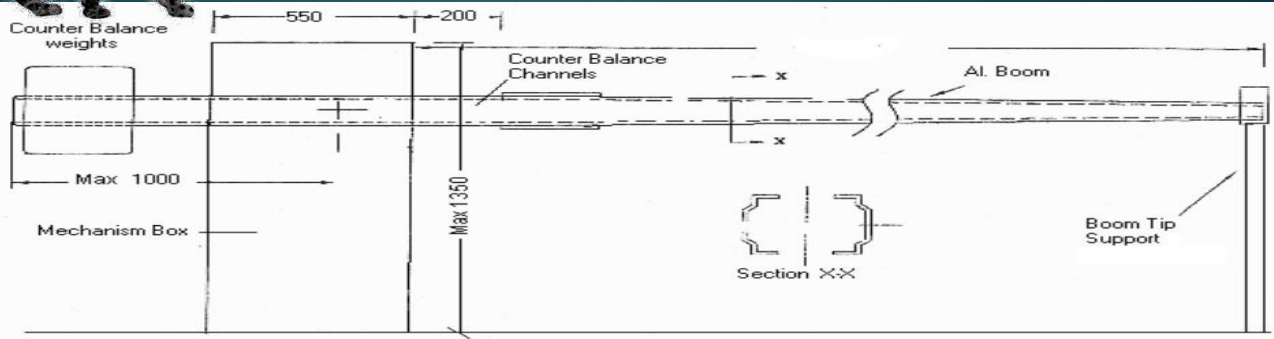 550
200
Counter Balance
weights
Counter Balance
Channels
x
Al. Boom
x
Max 1000
Max 1350
Mechanism Box
Boom Tip
Support
Section X-X